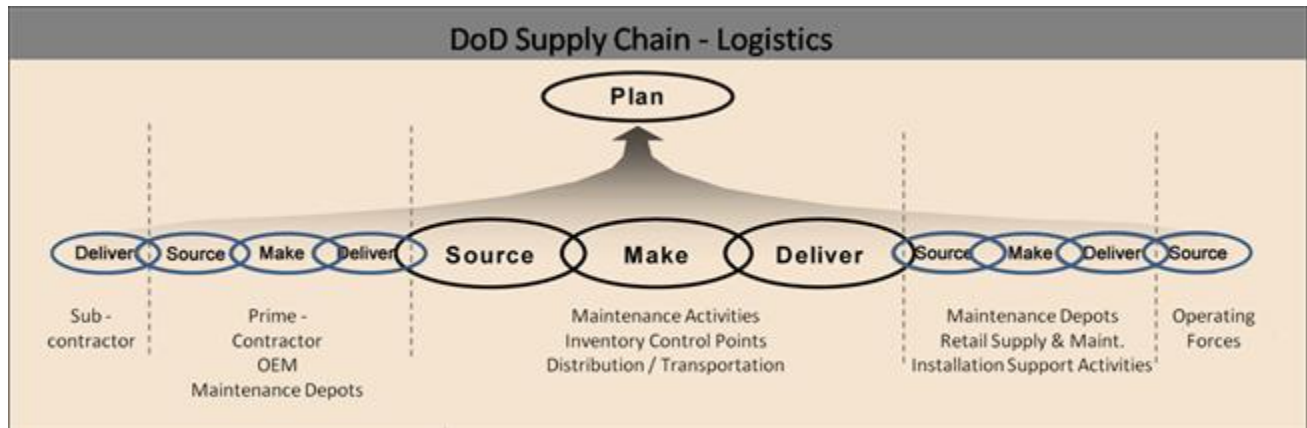 DoD Supply Chain - Logistics
Plan
Deliver Source Make Deliver Source Make Deliver Source Make Deliver Source
Sub -
contractor
Prime -
Contractor
OEM
Maintenance Depots
Maintenance Activities
Inventory Control Points
Distribution / Transportation
Maintenance Depots
Retail Supply & Maint.
Installation Support Activities
Operating
Forces